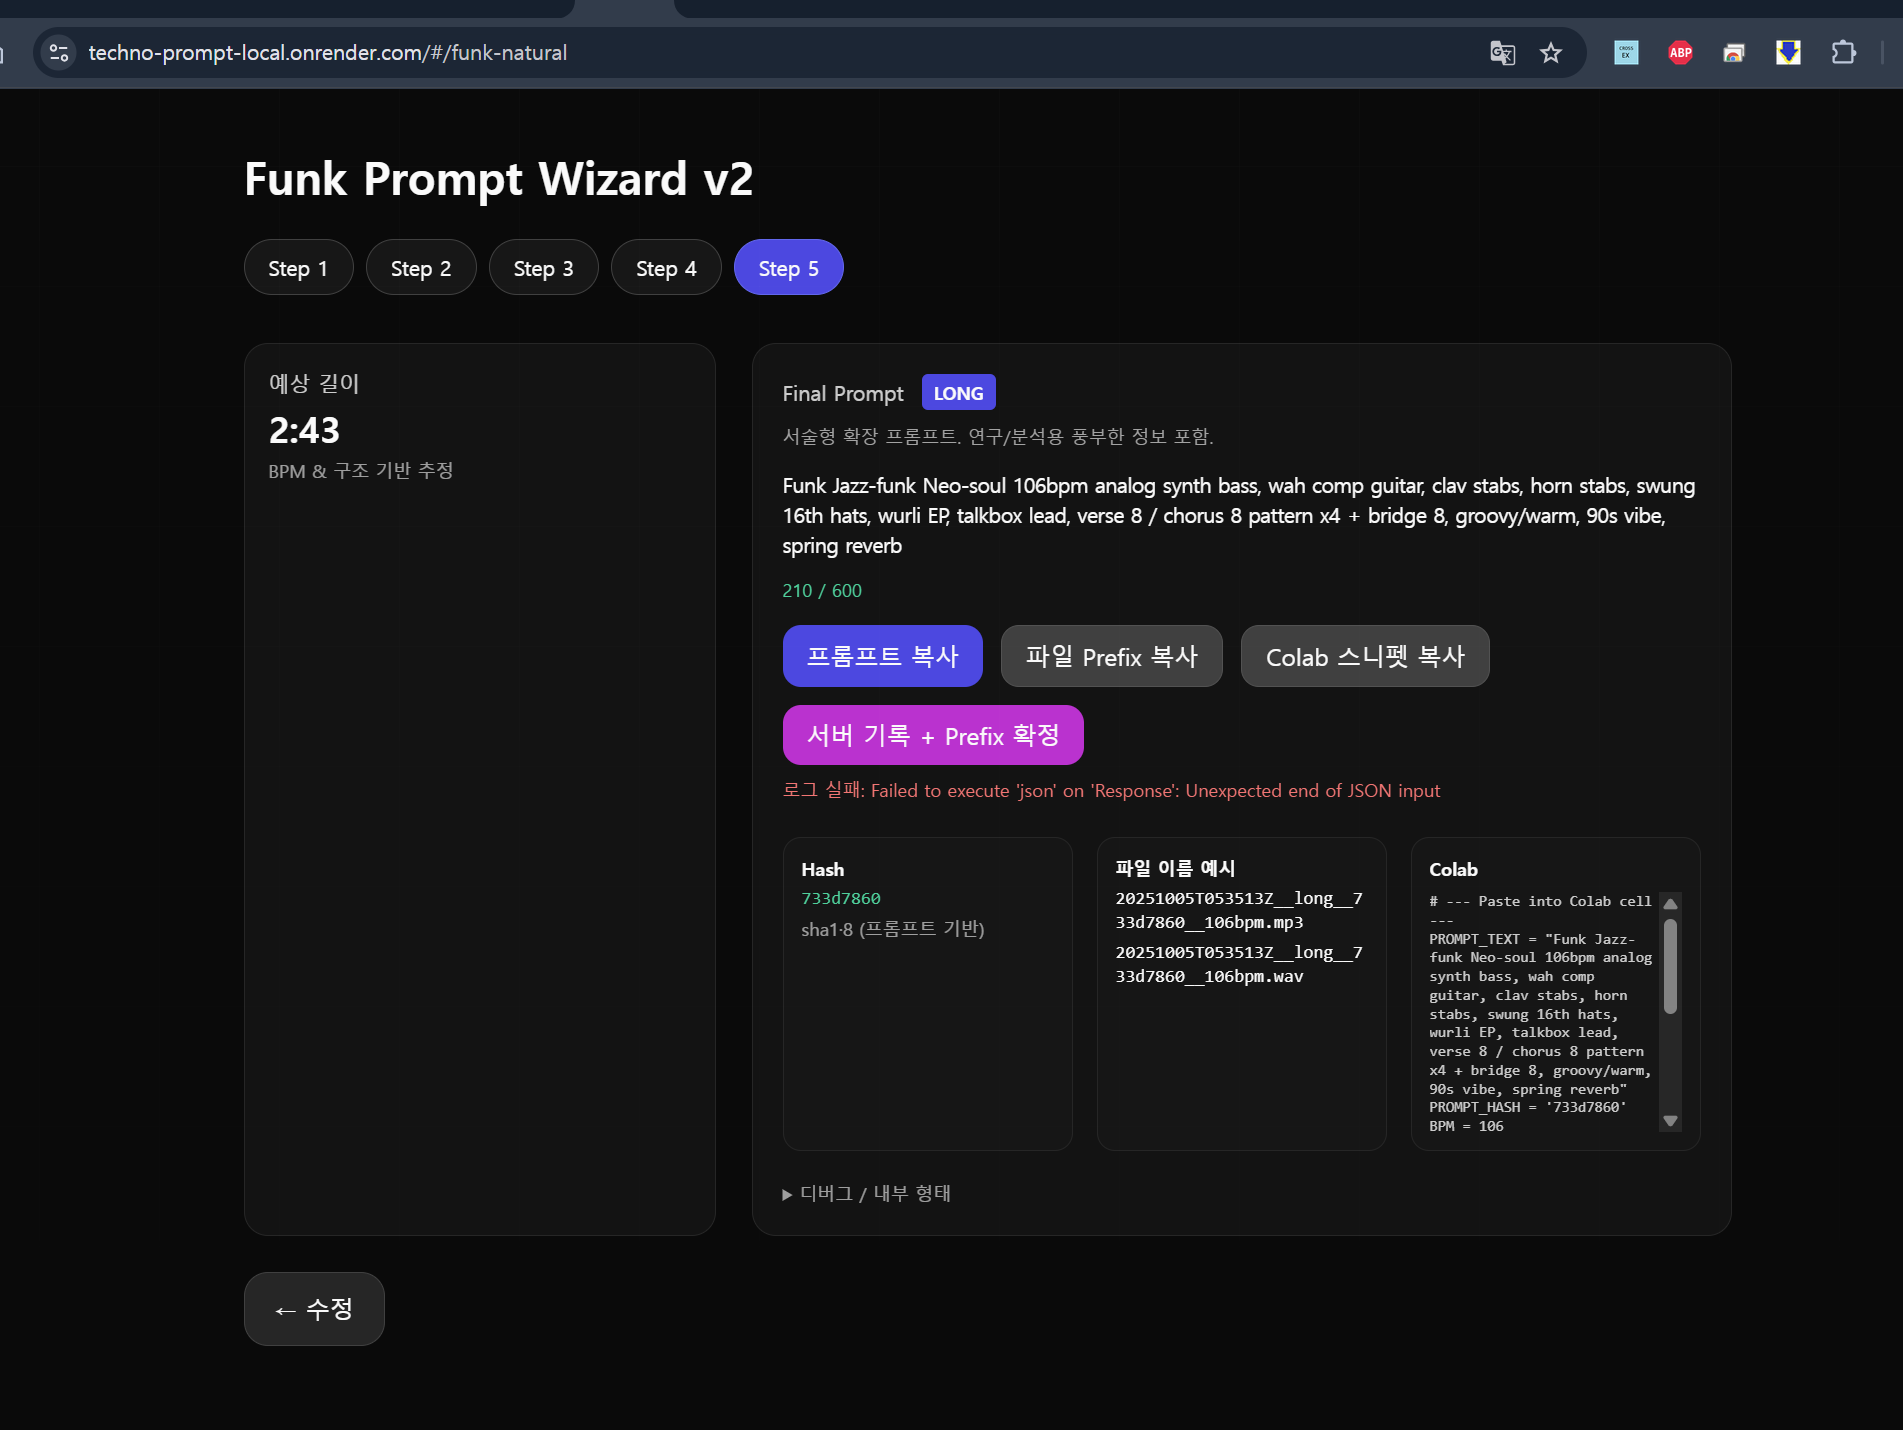 techno-prompt-local.onrender.com/#/funk-natural
CROSS
EX
ABP
Funk Prompt Wizard v2
Step 1
Step 2
Step 3
Step 4
Step 5
예상 길이
2:43
BPM & 구조 기반 추정
Final Prompt LONG
서술형 확장 프롬프트. 연구/분석용 풍부한 정보 포함.
Funk Jazz-funk Neo-soul 106bpm analog synth bass, wah comp guitar, clav stabs, horn stabs, swung
16th hats, wurli EP, talkbox lead, verse 8 / chorus 8 pattern x4 + bridge 8, groovy/warm, 90s vibe,
spring reverb
210 / 600
프롬프트 복사
파일 Prefix 복사
Colab 스니펫 복사
서버 기록 + Prefix 확정
로그 실패: Failed to execute 'json' on 'Response': Unexpected end of JSON input
Hash
733d7860
sha1·8 (프롬프트 기반)
파일 이름 예시
20251005T053513Z__long__7
33d7860__106bpm.mp3
20251005T053513Z__long__7
33d7860__106bpm.wav
Colab
# --- Paste into Colab cell
---
PROMPT_TEXT = "Funk Jazz-
funk Neo-soul 106bpm analog
synth bass, wah comp
guitar, clav stabs, horn
stabs, swung 16th hats,
wurli EP, talkbox lead,
verse 8 / chorus 8 pattern
x4 + bridge 8, groovy/warm,
90s vibe, spring reverb"
PROMPT_HASH = '733d7860'
BPM = 106
▶ 디버그 / 내부 형태
← 수정